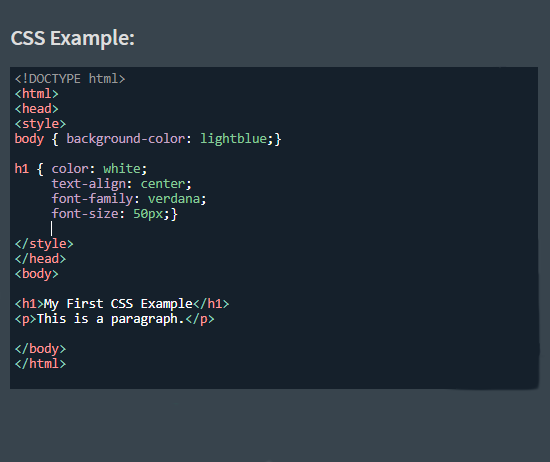 CSS Example:
<!DOCTYPE html>
<html>
<head>
<style>
body { background-color: lightblue;}
h1 { color: white;
text-align: center;
font-family: verdana;
font-size: 50px;}
</style>
</head>
<body>
<h1>My First CSS Example</h1>
<p>This is a paragraph.</p>
</body>
</html>